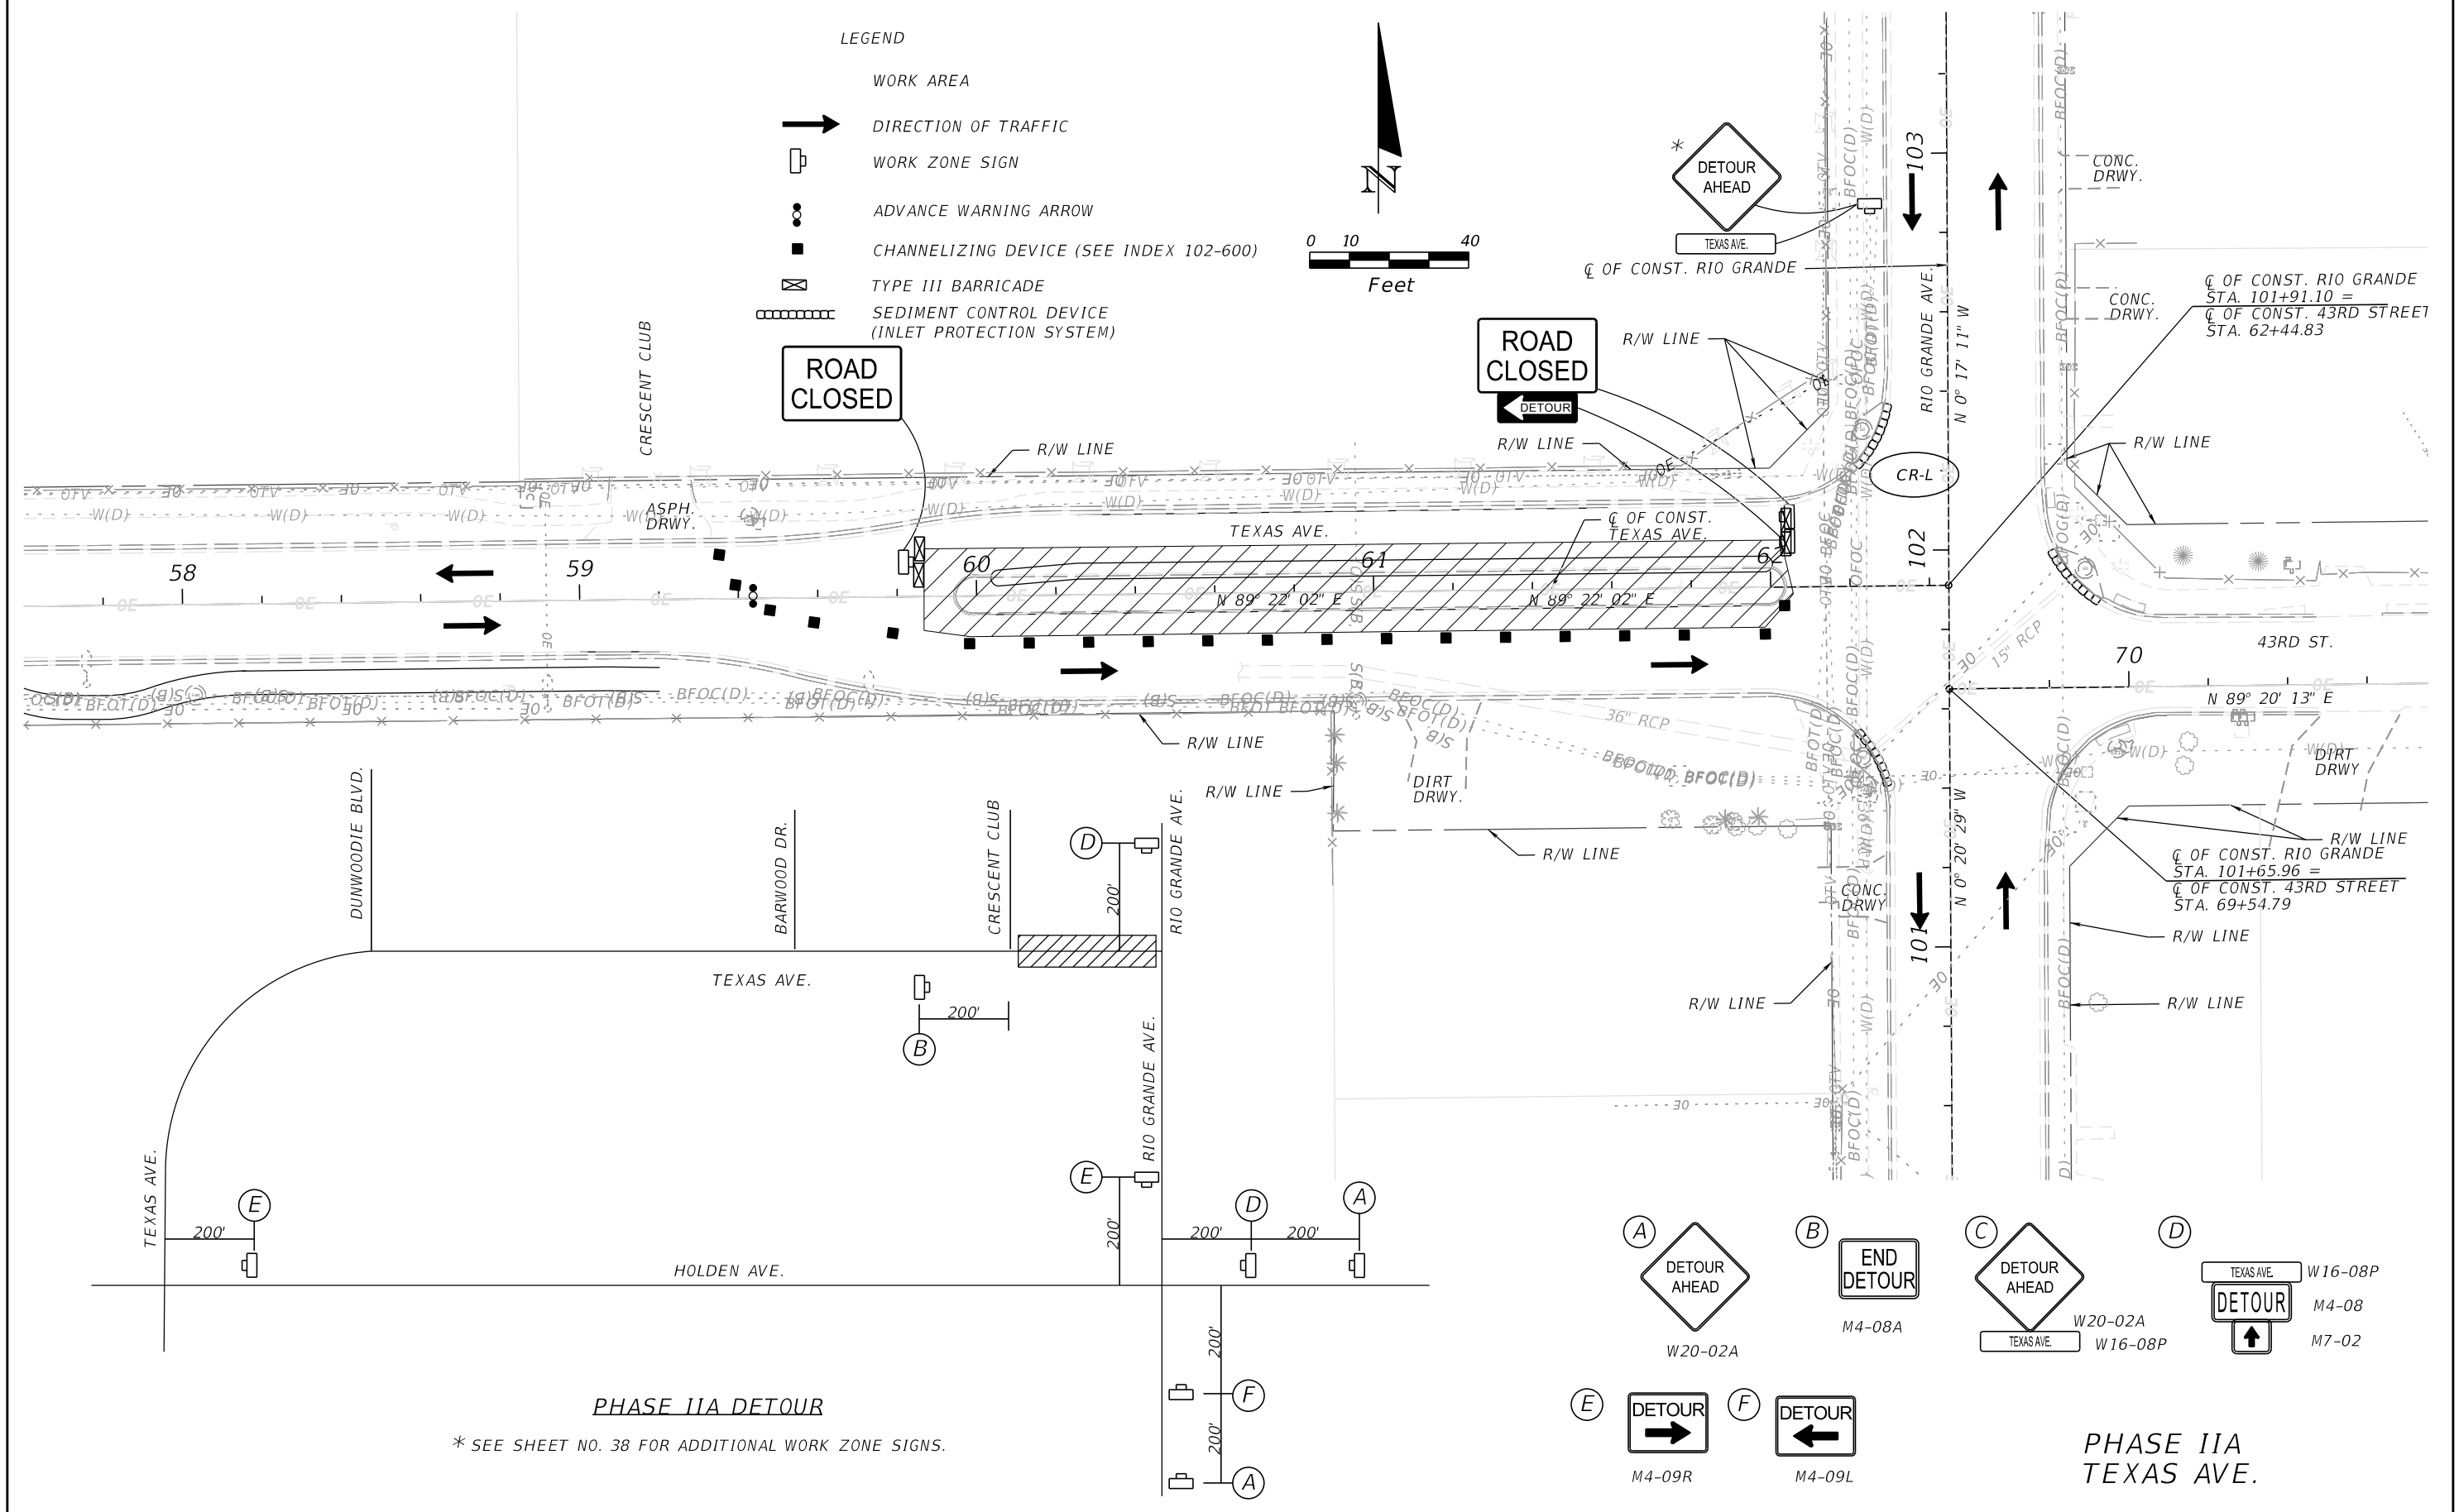 LEGEND
WORK AREA
DIRECTION OF TRAFFIC
WORK ZONE SIGN
ADVANCE WARNING ARROW
CHANNELIZING DEVICE (SEE INDEX 102-600)
TYPE III BARRICADE
SEDIMENT CONTROL DEVICE
(INLET PROTECTION SYSTEM)
N
0 10 40
Feet
*
DETOUR
AHEAD
TEXAS AVE.
℄ OF CONST. RIO GRANDE
103
CONC.
DRWY.
CONC.
DRWY.
RIO GRANDE AVE.
N 0° 17' 11" W
℄ OF CONST. RIO GRANDE
STA. 101+91.10 =
℄ OF CONST. 43RD STREET
STA. 62+44.83
CRESCENT CLUB
ROAD
CLOSED
R/W LINE
ROAD
CLOSED
DETOUR
R/W LINE
R/W LINE
R/W LINE
CR-L
ASPH.
DRWY.
TEXAS AVE.
℄ OF CONST.
TEXAS AVE.
58
59
60
61
62
102
N 89° 22' 02" E
N 89° 22' 02" E
OTV
OE
W(D)
BFOC(D)
BFOT(D)
S(B)
15" RCP
36" RCP
43RD ST.
70
N 89° 20' 13" E
R/W LINE
R/W LINE
DIRT
DRWY.
R/W LINE
DIRT
DRWY
R/W LINE
℄ OF CONST. RIO GRANDE
STA. 101+65.96 =
℄ OF CONST. 43RD STREET
STA. 69+54.79
CONC.
DRWY
N 0° 20' 29" W
101
R/W LINE
R/W LINE
R/W LINE
DUNWOODIE BLVD.
BARWOOD DR.
CRESCENT CLUB
RIO GRANDE AVE.
D
200'
TEXAS AVE.
200'
B
RIO GRANDE AVE.
TEXAS AVE.
E
200'
E
200'
D
A
200'
200'
HOLDEN AVE.
200'
F
200'
A
PHASE IIA DETOUR
* SEE SHEET NO. 38 FOR ADDITIONAL WORK ZONE SIGNS.
A
DETOUR
AHEAD
W20-02A
B
END
DETOUR
M4-08A
C
DETOUR
AHEAD
W20-02A
TEXAS AVE.
W16-08P
D
TEXAS AVE.
W16-08P
DETOUR
M4-08
M7-02
E
DETOUR
M4-09R
F
DETOUR
M4-09L
PHASE IIA
TEXAS AVE.